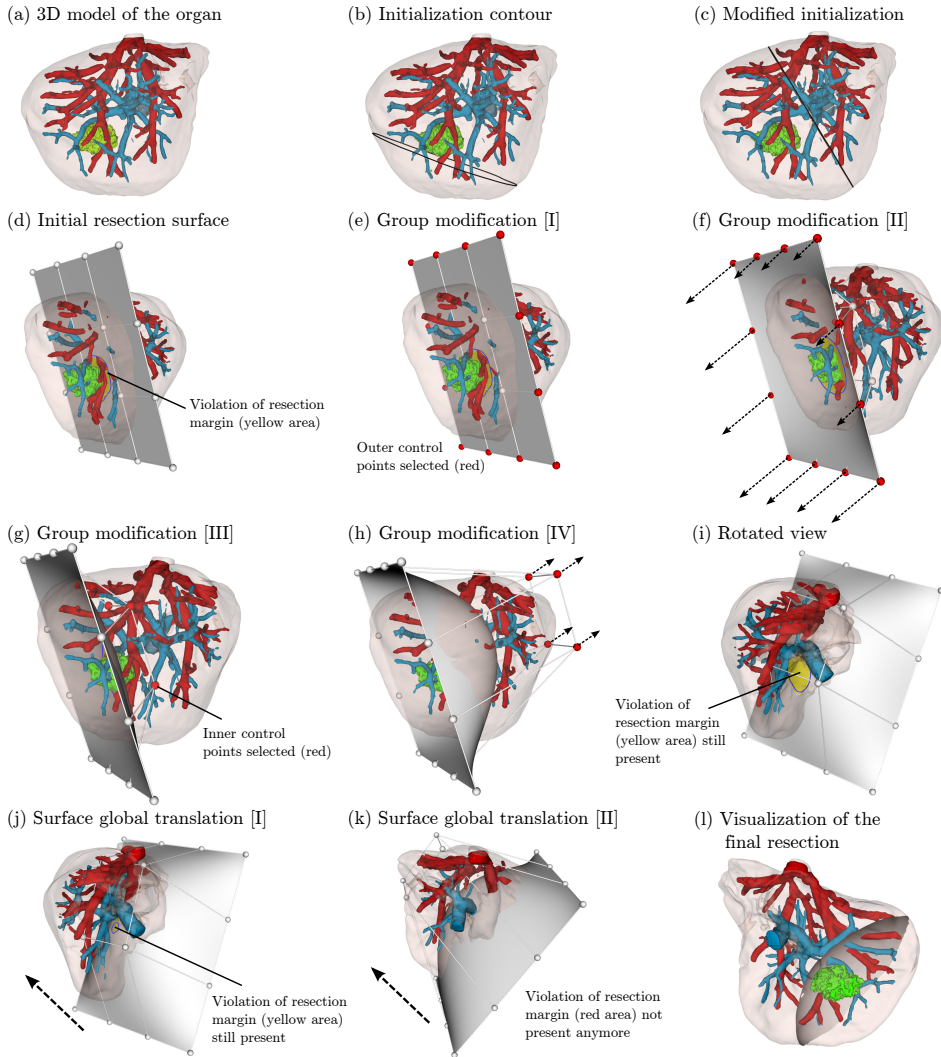 (a) 3D model of the organ
(b) Initialization contour
(c) Modified initialization
(d) Initial resection surface
(e) Group modification [I]
(f) Group modification [II]
Violation of resection
margin (yellow area)
Outer control
points selected (red)
(g) Group modification [III]
(h) Group modification [IV]
(i) Rotated view
Inner control
points selected (red)
Violation of
resection margin
(yellow area) still
present
(j) Surface global translation [I]
(k) Surface global translation [II]
(l) Visualization of the
final resection
Violation of resection
margin (yellow area)
still present
Violation of resection
margin (red area) not
present anymore